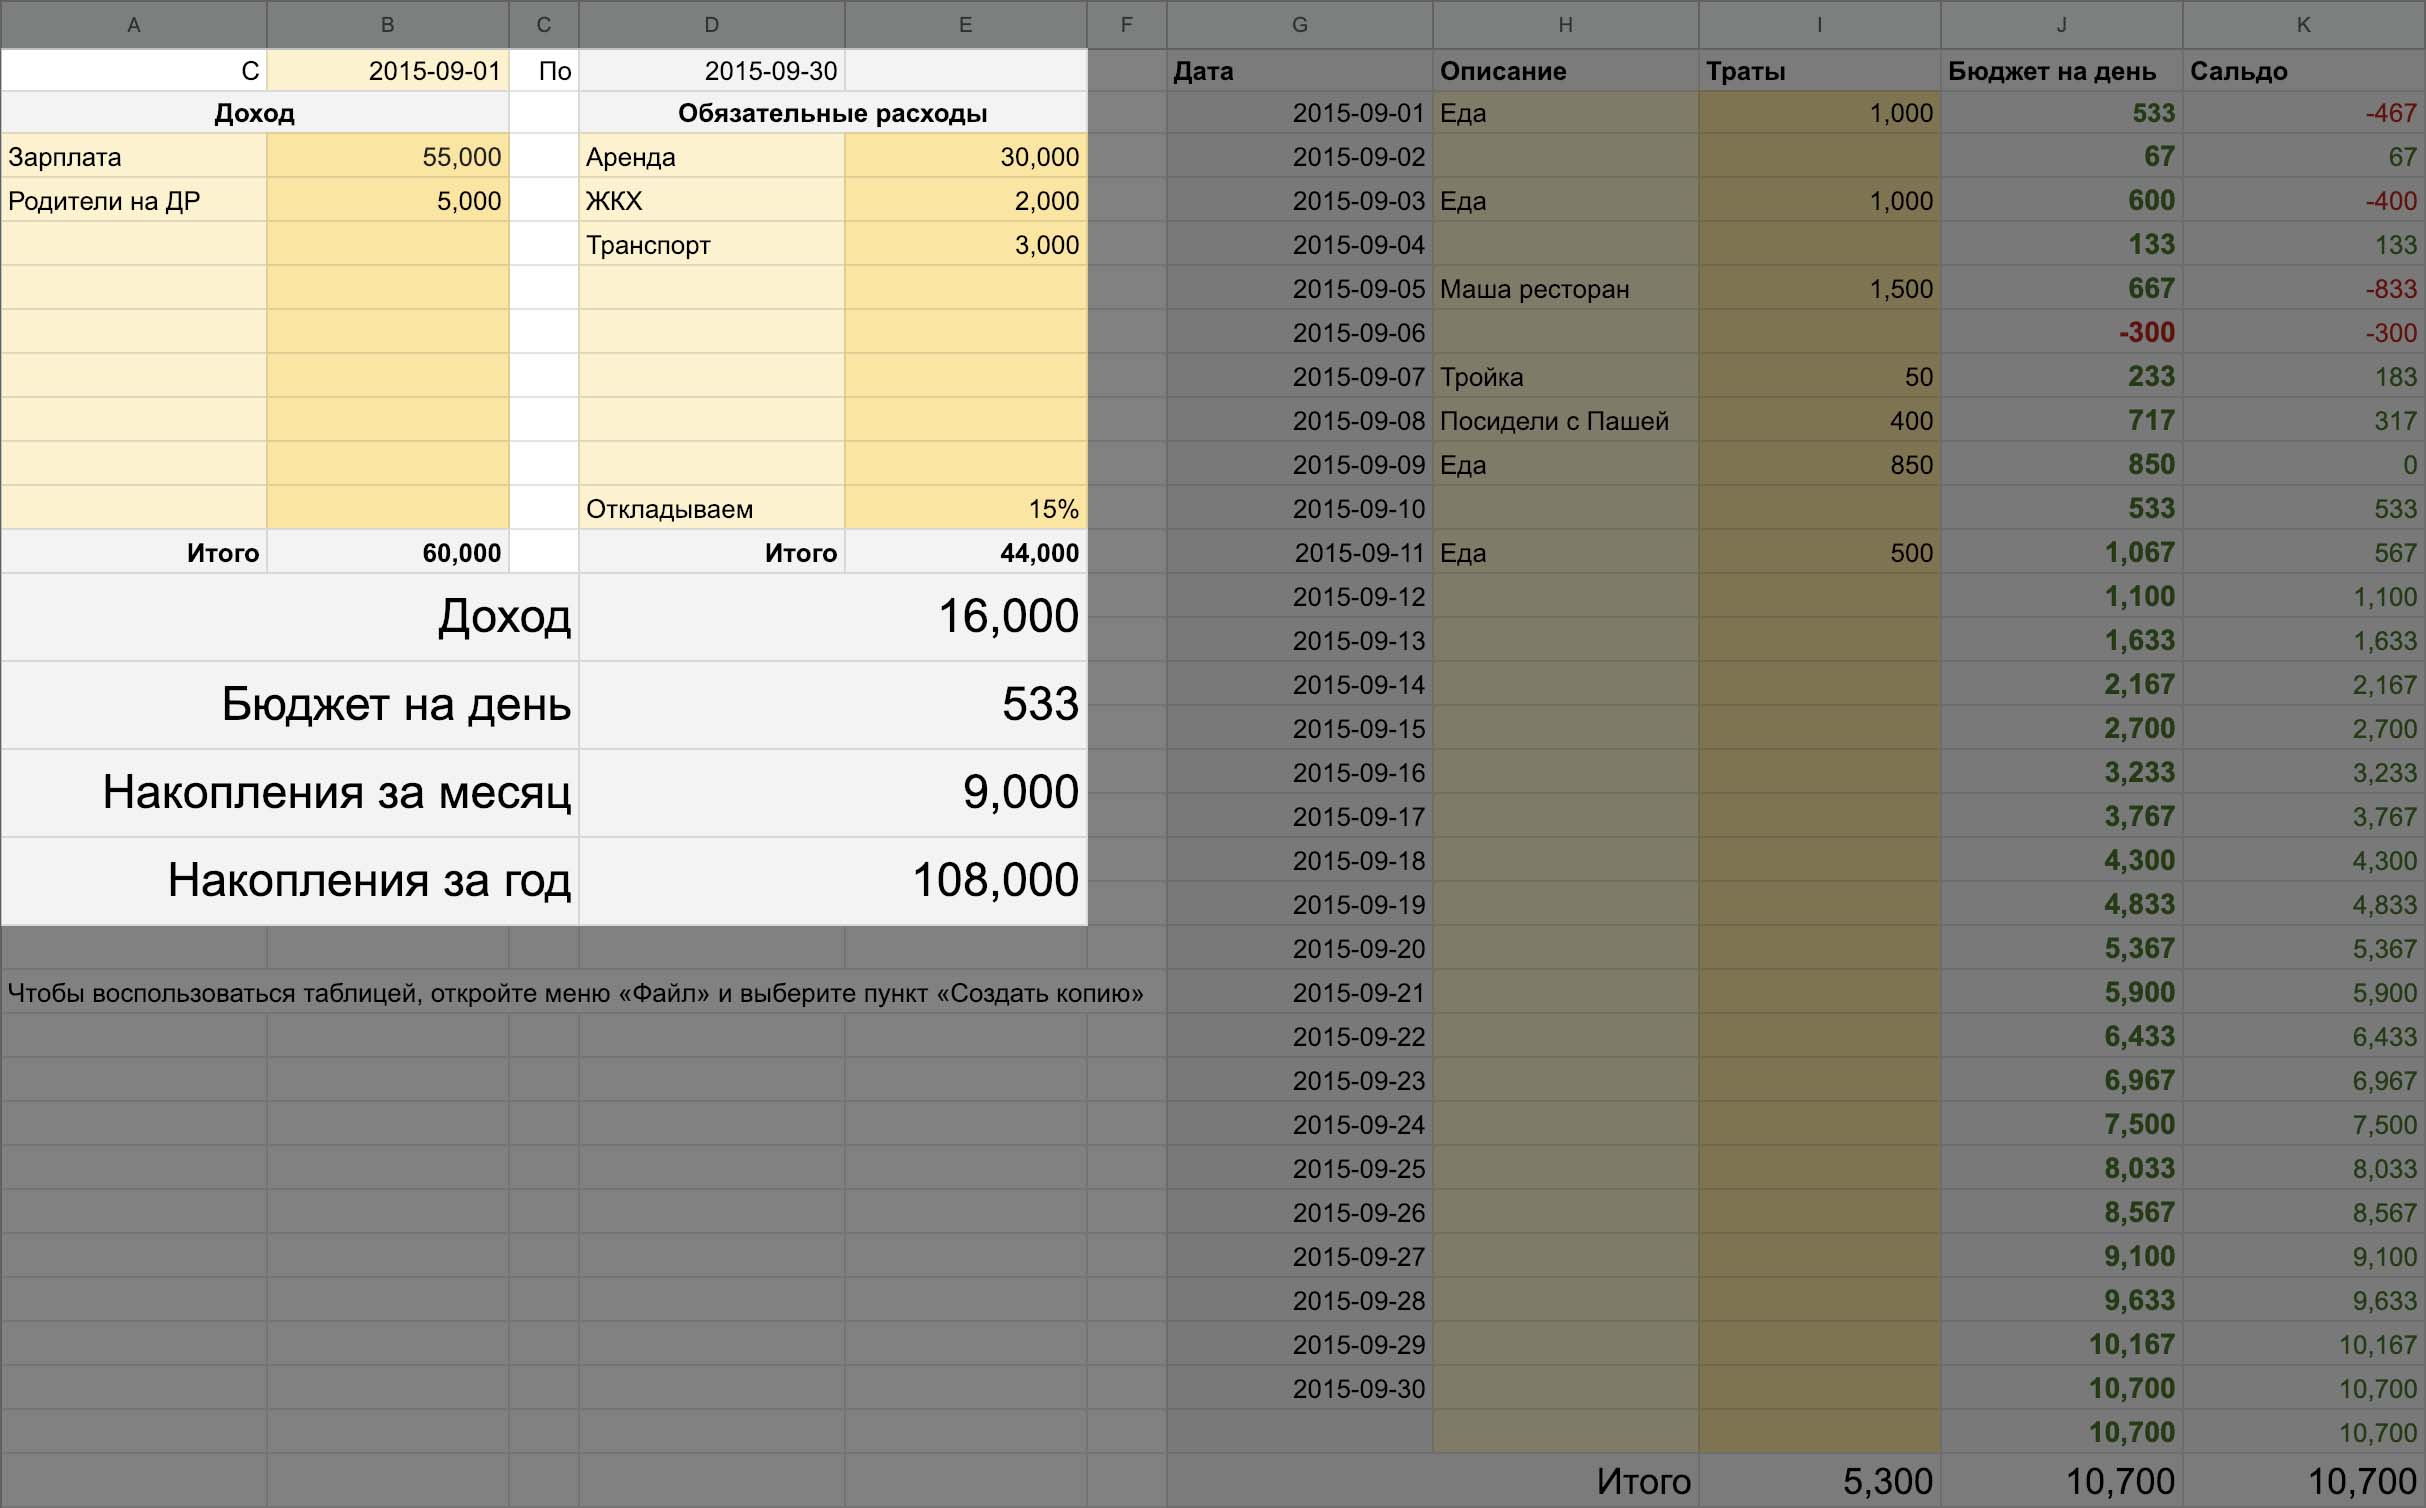 A B C D E F G H I J K
С 2015-09-01 По 2015-09-30 Дата Описание Траты Бюджет на день Сальдо
Доход Обязательные расходы 2015-09-01 Еда 1,000 533 -467
Зарплата 55,000 Аренда 30,000 2015-09-02 67 67
Родители на ДР 5,000 ЖКХ 2,000 2015-09-03 Еда 1,000 600 -400
Транспорт 3,000 2015-09-04 133 133
2015-09-05 Маша ресторан 1,500 667 -833
2015-09-06 -300 -300
2015-09-07 Тройка 50 233 183
2015-09-08 Посидели с Пашей 400 717 317
2015-09-09 Еда 850 850 0
Откладываем 15% 2015-09-10 533 533
Итого 60,000 Итого 44,000 2015-09-11 Еда 500 1,067 567
Доход 16,000
2015-09-12 1,100 1,100
2015-09-13 1,633 1,633
Бюджет на день 533
2015-09-14 2,167 2,167
2015-09-15 2,700 2,700
Накопления за месяц 9,000
2015-09-16 3,233 3,233
2015-09-17 3,767 3,767
Накопления за год 108,000
2015-09-18 4,300 4,300
2015-09-19 4,833 4,833
2015-09-20 5,367 5,367
Чтобы воспользоваться таблицей, откройте меню «Файл» и выберите пункт «Создать копию» 2015-09-21 5,900 5,900
2015-09-22 6,433 6,433
2015-09-23 6,967 6,967
2015-09-24 7,500 7,500
2015-09-25 8,033 8,033
2015-09-26 8,567 8,567
2015-09-27 9,100 9,100
2015-09-28 9,633 9,633
2015-09-29 10,167 10,167
2015-09-30 10,700 10,700
10,700 10,700
Итого 5,300 10,700 10,700